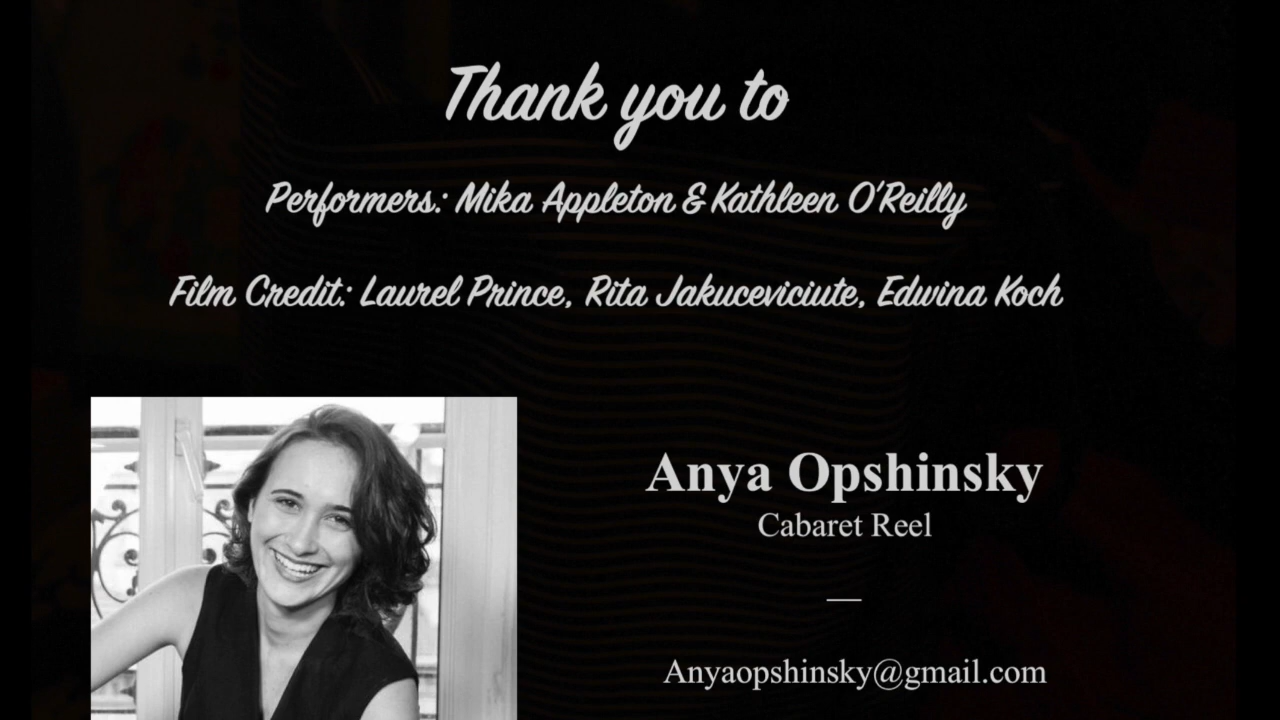 Thank you to
Performers: Mika Appleton & Kathleen O'Reilly
Film Credit: Laurel Prince, Rita Jakuceviciute, Edwina Koch
Anya Opshinsky
Cabaret Reel
—
Anyaopshinsky@gmail.com